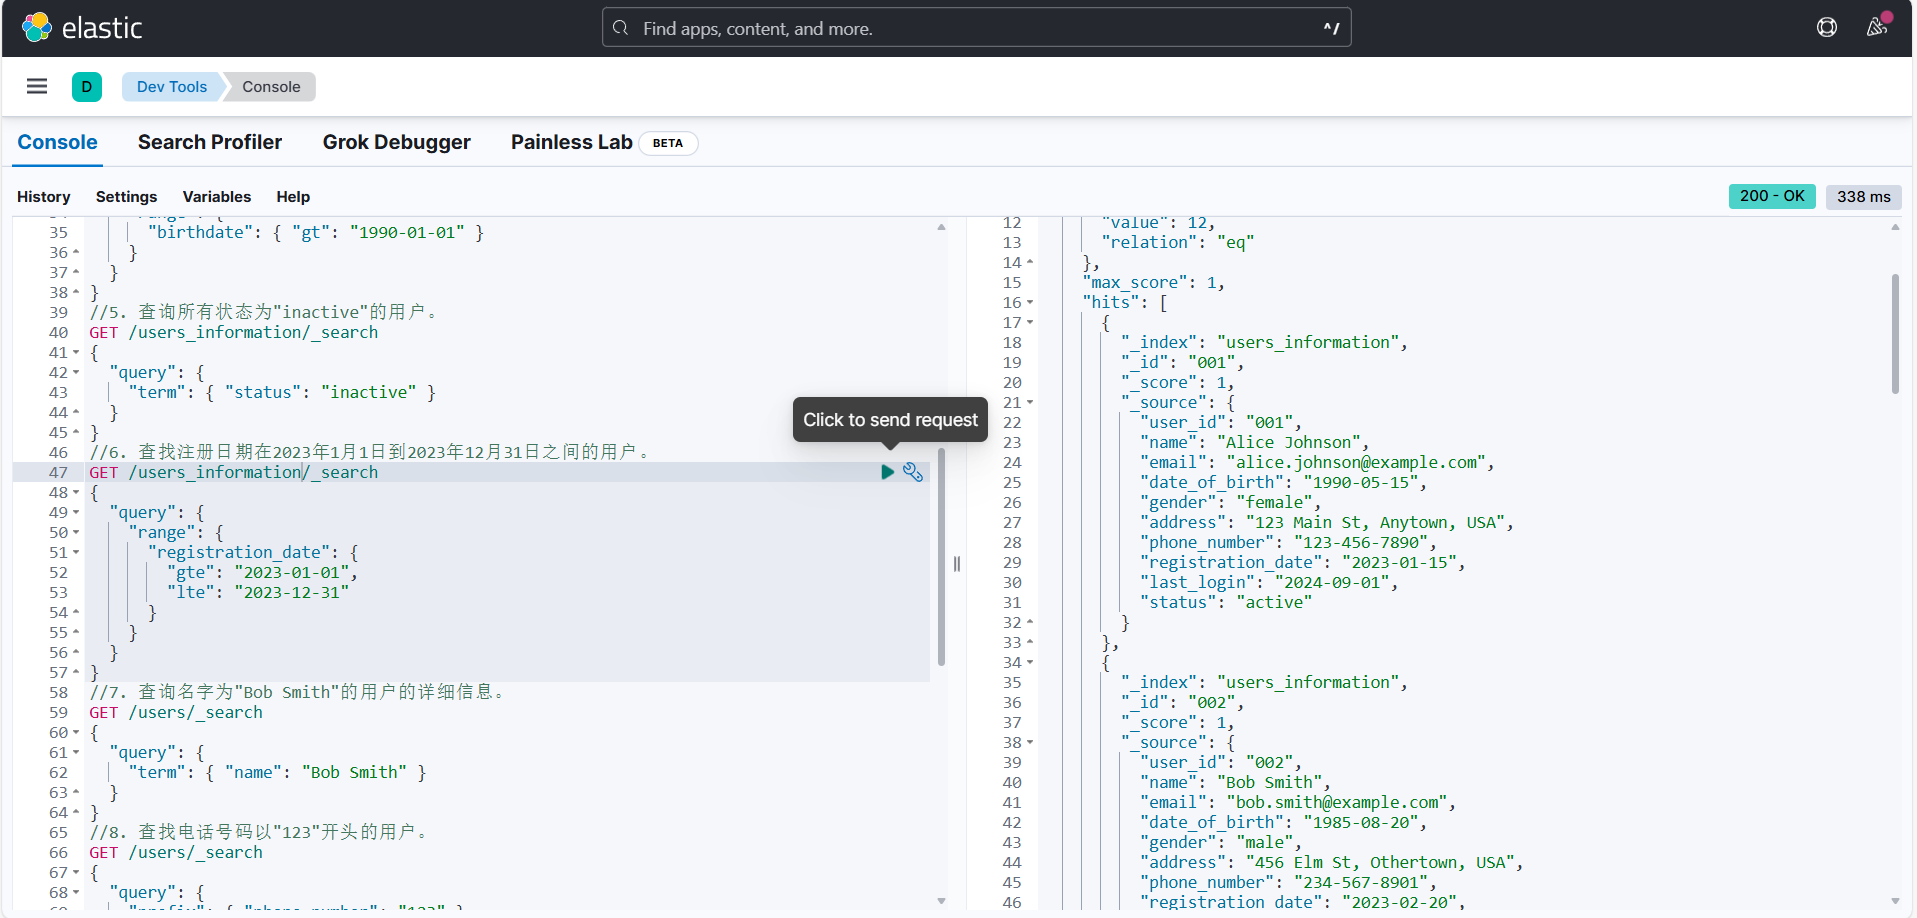 elastic
Find apps, content, and more.
^/
D
Dev Tools
Console
Console
Search Profiler
Grok Debugger
Painless Lab
BETA
History
Settings
Variables
Help
200 - OK
338 ms
35 "birthdate": { "gt": "1990-01-01" }
36 }
37 }
38 }
39 //5. 查询所有状态为"inactive"的用户。
40 GET /users_information/_search
41 {
42 "query": {
43 "term": { "status": "inactive" }
44 }
45 }
46 //6. 查找注册日期在2023年1月1日到2023年12月31日之间的用户。
47 GET /users_information/_search
48 {
49 "query": {
50 "range": {
51 "registration_date": {
52 "gte": "2023-01-01",
53 "lte": "2023-12-31"
54 }
55 }
56 }
57 }
58 //7. 查询名字为"Bob Smith"的用户的详细信息。
59 GET /users/_search
60 {
61 "query": {
62 "term": { "name": "Bob Smith" }
63 }
64 }
65 //8. 查找电话号码以"123"开头的用户。
66 GET /users/_search
67 {
68 "query": {
Click to send request
12 "value": 12,
13 "relation": "eq"
14 },
15 "max_score": 1,
16 "hits": [
17 {
18 "_index": "users_information",
19 "_id": "001",
20 "_score": 1,
21 "_source": {
22 "user_id": "001",
23 "name": "Alice Johnson",
24 "email": "alice.johnson@example.com",
25 "date_of_birth": "1990-05-15",
26 "gender": "female",
27 "address": "123 Main St, Anytown, USA",
28 "phone_number": "123-456-7890",
29 "registration_date": "2023-01-15",
30 "last_login": "2024-09-01",
31 "status": "active"
32 }
33 },
34 {
35 "_index": "users_information",
36 "_id": "002",
37 "_score": 1,
38 "_source": {
39 "user_id": "002",
40 "name": "Bob Smith",
41 "email": "bob.smith@example.com",
42 "date_of_birth": "1985-08-20",
43 "gender": "male",
44 "address": "456 Elm St, Othertown, USA",
45 "phone_number": "234-567-8901",
46 "registration_date": "2023-02-20",